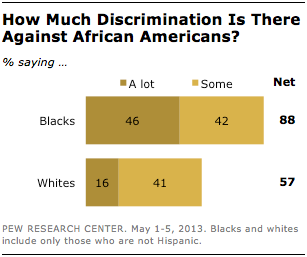 How Much Discrimination Is There
Against African Americans?
% saying ...
A lot Some Net
Blacks 46 42 88
Whites 16 41 57
PEW RESEARCH CENTER. May 1-5, 2013. Blacks and whites
include only those who are not Hispanic.